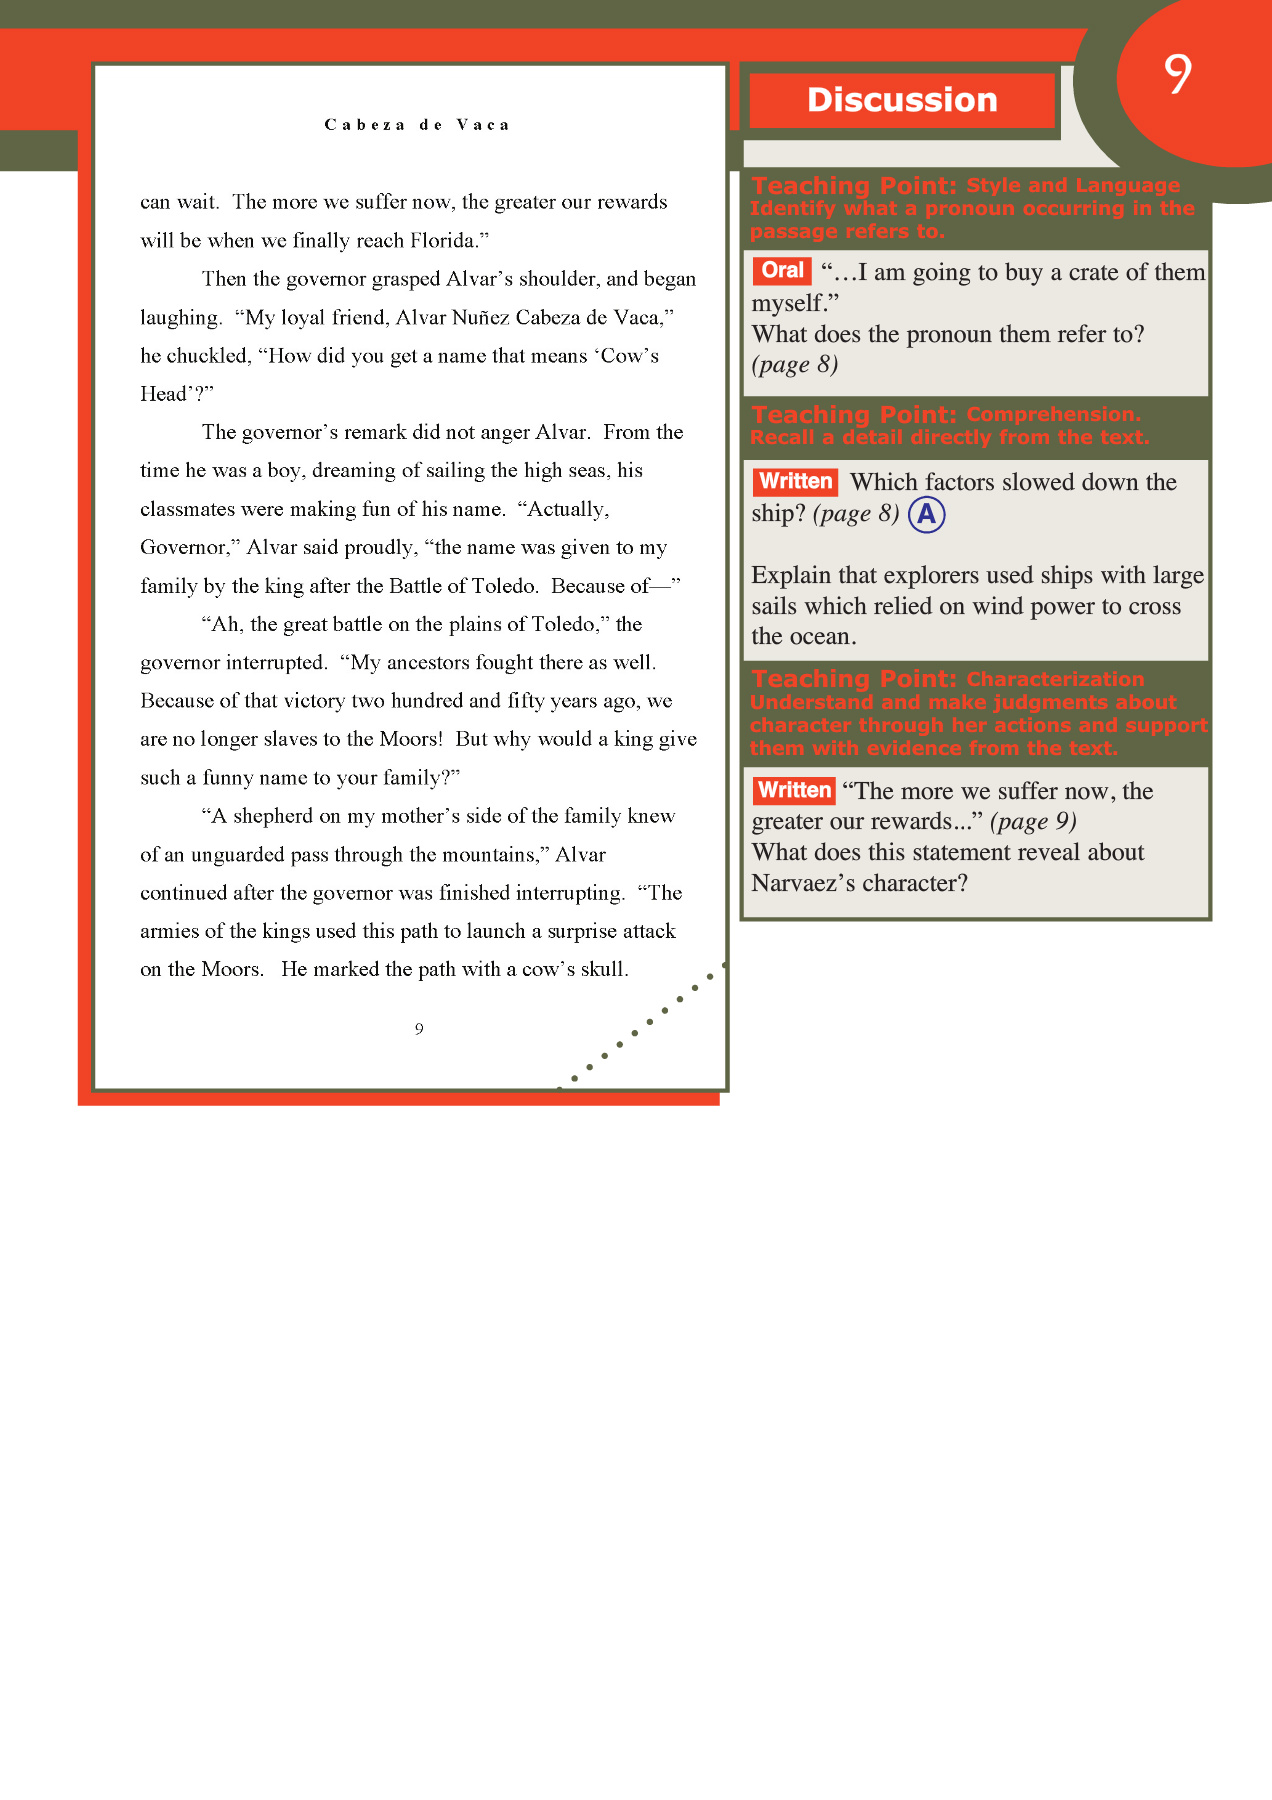 9
Cabeza de Vaca
can wait.  The more we suffer now, the greater our rewards
will be when we finally reach Florida.”
Then the governor grasped Alvar’s shoulder, and began
laughing.  “My loyal friend, Alvar Nuñez Cabeza de Vaca,”
he chuckled, “How did you get a name that means ‘Cow’s
Head’?”
The governor’s remark did not anger Alvar.  From the
time he was a boy, dreaming of sailing the high seas, his
classmates were making fun of his name.  “Actually,
Governor,” Alvar said proudly, “the name was given to my
family by the king after the Battle of Toledo.  Because of—”
“Ah, the great battle on the plains of Toledo,” the
governor interrupted.  “My ancestors fought there as well.
Because of that victory two hundred and fifty years ago, we
are no longer slaves to the Moors!  But why would a king give
such a funny name to your family?”
“A shepherd on my mother’s side of the family knew
of an unguarded pass through the mountains,” Alvar
continued after the governor was finished interrupting.  “The
armies of the kings used this path to launch a surprise attack
on the Moors.   He marked the path with a cow’s skull.
9
Discussion
Teaching Point: Style and Language
Identify what a pronoun occurring in the
passage refers to.
Oral “…I am going to buy a crate of them
myself.”
What does the pronoun them refer to?
(page 8)
Teaching Point: Comprehension.
Recall a detail directly from the text.
Written Which factors slowed down the
ship? (page 8) A
Explain that explorers used ships with large
sails which relied on wind power to cross
the ocean.
Teaching Point: Characterization
Understand and make judgments about
character through her actions and support
them with evidence from the text.
Written “The more we suffer now, the
greater our rewards...” (page 9)
What does this statement reveal about
Narvaez’s character?